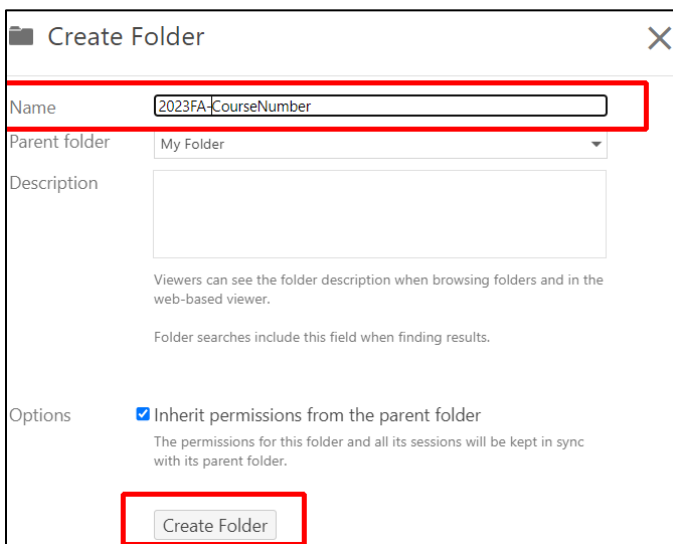 Create Folder
Name
2023FA-CourseNumber
Parent folder
My Folder
Description
Viewers can see the folder description when browsing folders and in the
web-based viewer.
Folder searches include this field when finding results.
Options
Inherit permissions from the parent folder
The permissions for this folder and all its sessions will be kept in sync
with its parent folder.
Create Folder